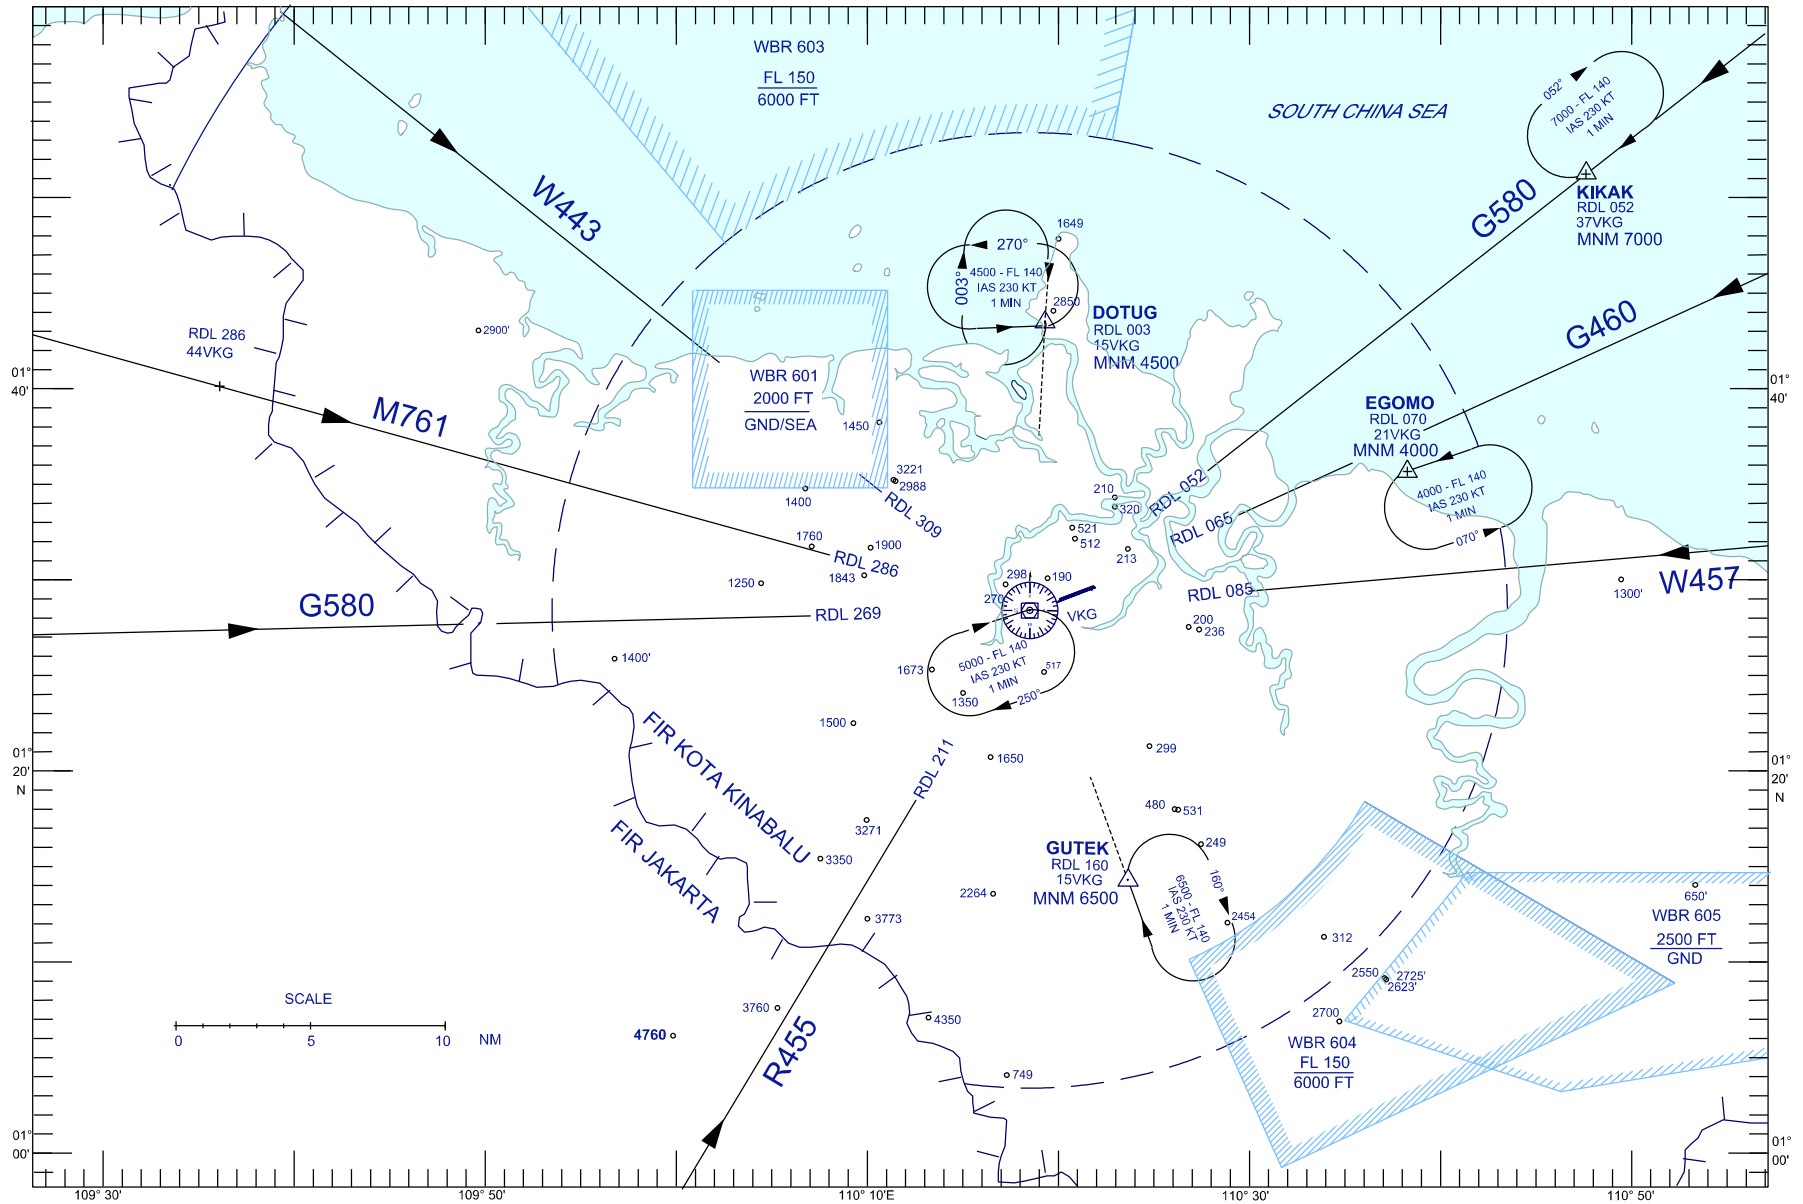 WBR 603
FL 150
6000 FT
SOUTH CHINA SEA
052°
7000 - FL 140
IAS 230 KT
1 MIN
KIKAK
RDL 052
37VKG
MNM 7000
G580
W443
1649
270°
003°
4500 - FL 140
IAS 230 KT
1 MIN
2850
DOTUG
RDL 003
15VKG
MNM 4500
G460
RDL 286
44VKG
2900'
01°
40'
01°
40'
M761
WBR 601
2000 FT
GND/SEA
1450
EGOMO
RDL 070
21VKG
MNM 4000
4000 - FL 140
IAS 230 KT
1 MIN
070°
3221
2988
1400
RDL 309
210
320
RDL 052
RDL 065
521
512
213
1760
1900
RDL 286
1843
1250
298
190
270
VKG
RDL 085
W457
1300'
G580
RDL 269
200
236
1400'
1673
5000 - FL 140
IAS 230 KT
1 MIN
517
1350
250°
1500
RDL 211
1650
299
01°
20'
N
01°
20'
N
FIR KOTA KINABALU
FIR JAKARTA
480
531
3271
3350
249
GUTEK
RDL 160
15VKG
MNM 6500
160°
6500 - FL 140
IAS 230 KT
1 MIN
2264
2454
3773
312
650'
WBR 605
2500 FT
GND
2550
2725'
2623'
2700
SCALE
0
5
10
NM
3760
4760
4350
R455
WBR 604
FL 150
6000 FT
749
01°
00'
01°
00'
109° 30'
109° 50'
110° 10'E
110° 30'
110° 50'